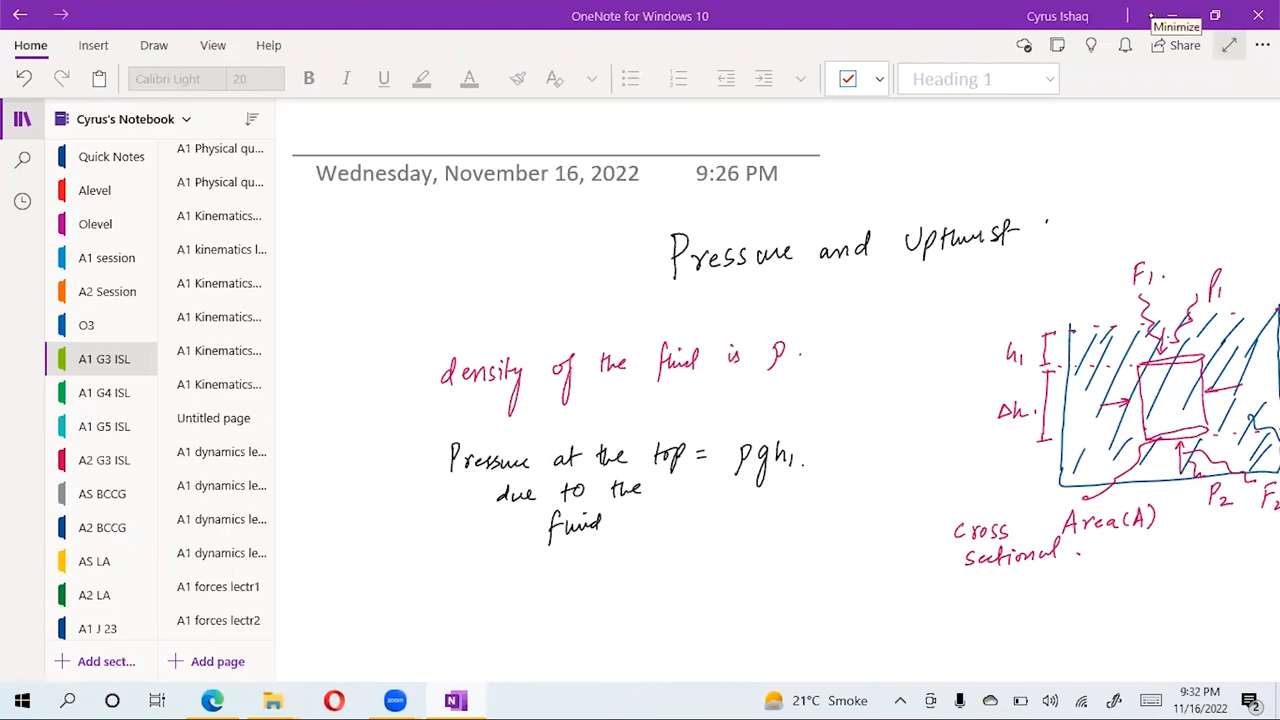 OneNote for Windows 10
Cyrus Ishaq
Minimize
Home Insert Draw View Help
Share
Calibri Light 20
B I U A
Heading 1
Cyrus's Notebook
Quick Notes
Alevel
Olevel
A1 session
A2 Session
O3
A1 G3 ISL
A1 G4 ISL
A1 G5 ISL
A2 G3 ISL
AS BCCG
A2 BCCG
AS LA
A2 LA
A1 J 23
Add sect...
A1 Physical qu...
A1 Physical qu...
A1 Kinematics...
A1 kinematics l...
A1 Kinematics...
A1 Kinematics...
A1 Kinematics...
A1 Kinematics...
Untitled page
A1 dynamics le...
A1 dynamics le...
A1 dynamics le...
A1 dynamics le...
A1 forces lectr1
A1 forces lectr2
Add page
Wednesday, November 16, 2022 9:26 PM
Pressure and Upthrust
density of the fluid is ρ.
Pressure at the top = ρgh₁.
due to the
fluid
F₁.
P₁
h₁
Δh.
P₂
F₂
Cross
sectional.
Area(A)
21°C Smoke
9:32 PM
11/16/2022
2
zoom